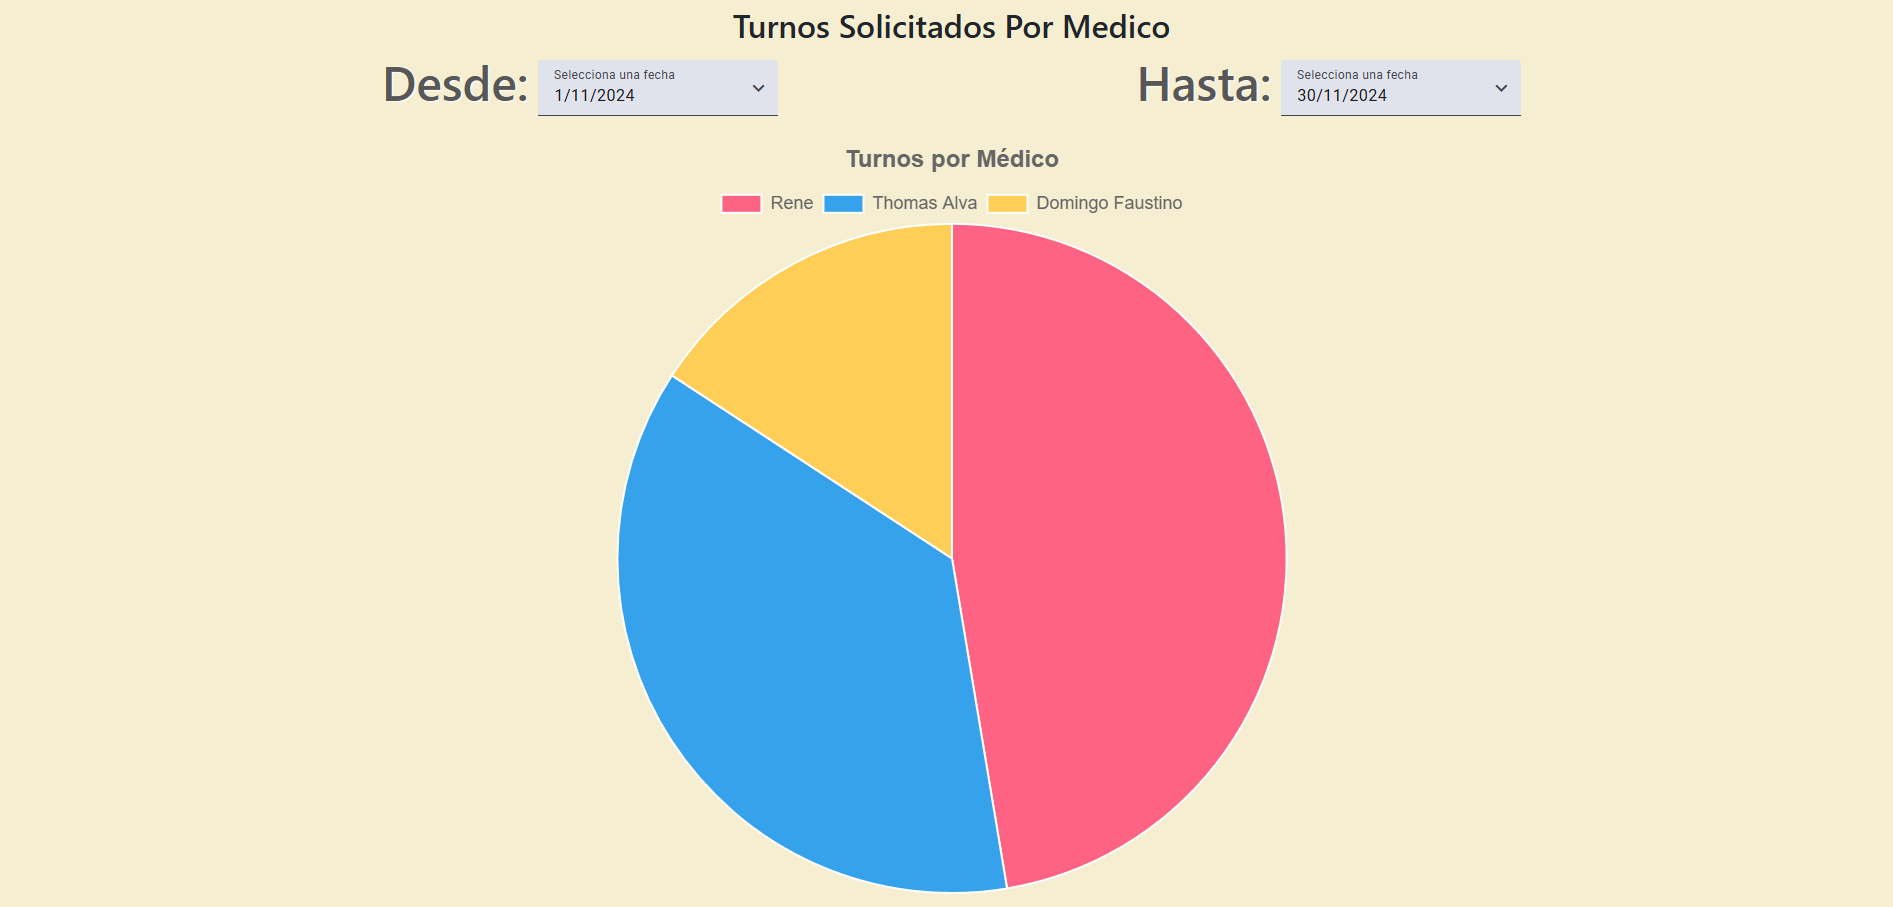 Turnos Solicitados Por Medico
Desde:
Selecciona una fecha
1/11/2024
Hasta:
Selecciona una fecha
30/11/2024
Turnos por Médico
Rene Thomas Alva Domingo Faustino